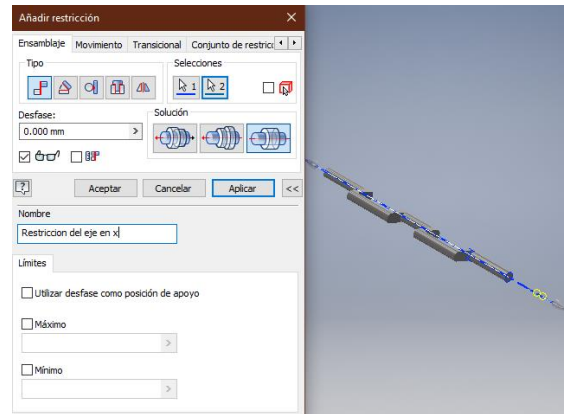 Añadir restricción
Ensamblaje Movimiento Transicional Conjunto de restricc
Tipo Selecciones
1 2
Desfase: Solución
0.000 mm
Aceptar Cancelar Aplicar <<
Nombre
Restriccion del eje en x
Límites
Utilizar desfase como posición de apoyo
Máximo
Mínimo